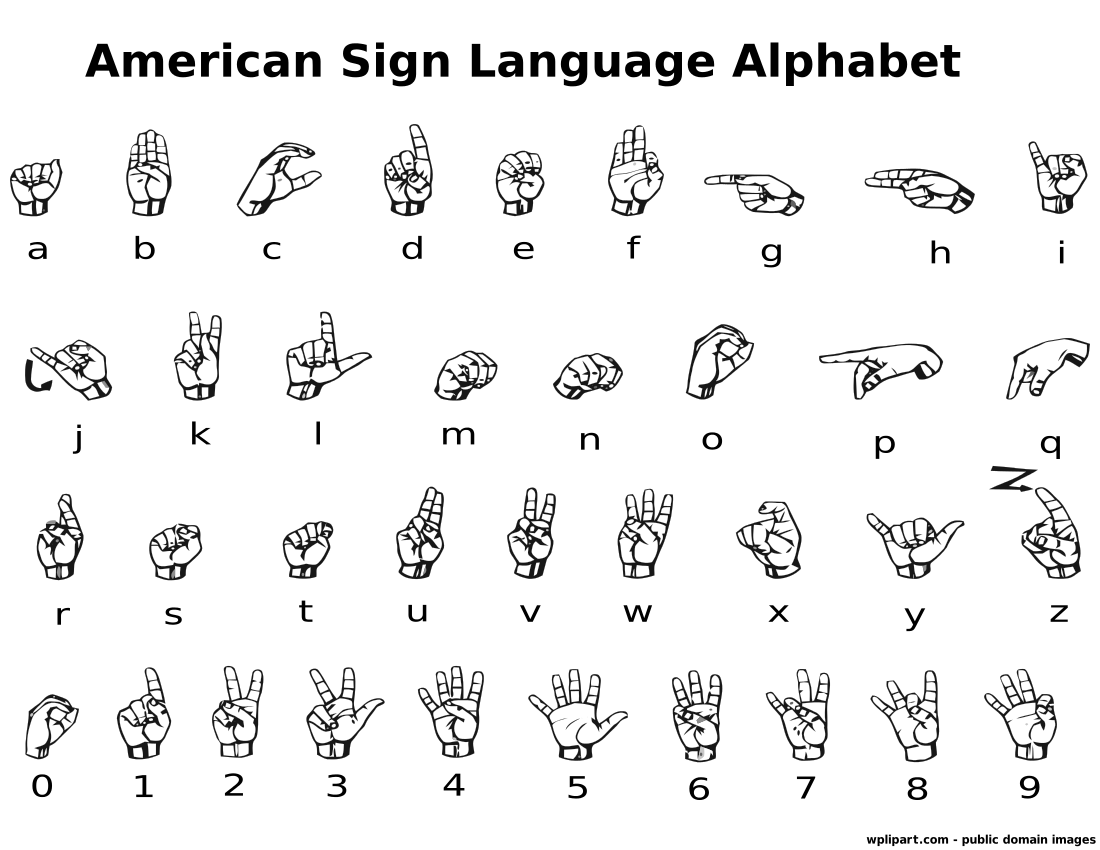 American Sign Language Alphabet
a b c d e f g h i
j k l m n o p q
Z
r s t u v w x y z
0 1 2 3 4 5 6 7 8 9
wplipart.com - public domain images